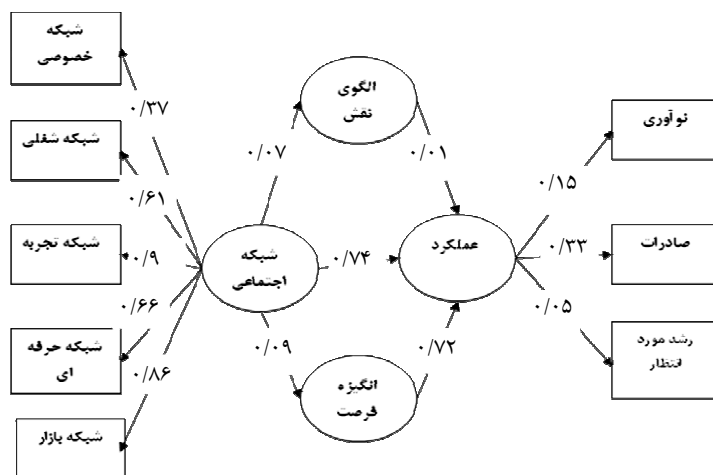 شبکه
خصوصی
الگوی
نقش
۰/۳۷
نوآوری
شبکه شغلی
۰/۰۷
۰/۰۱
۰/۶۱
۰/۱۵
شبکه تجربه
۰/۹
شبکه
اجتماعی
۰/۷۴
عملکرد
۰/۳۳
صادرات
۰/۶۶
۰/۰۵
شبکه حرفه
ای
۰/۰۹
۰/۷۲
رشد مورد
انتظار
۰/۸۶
انگیزه
فرصت
شبکه بازار